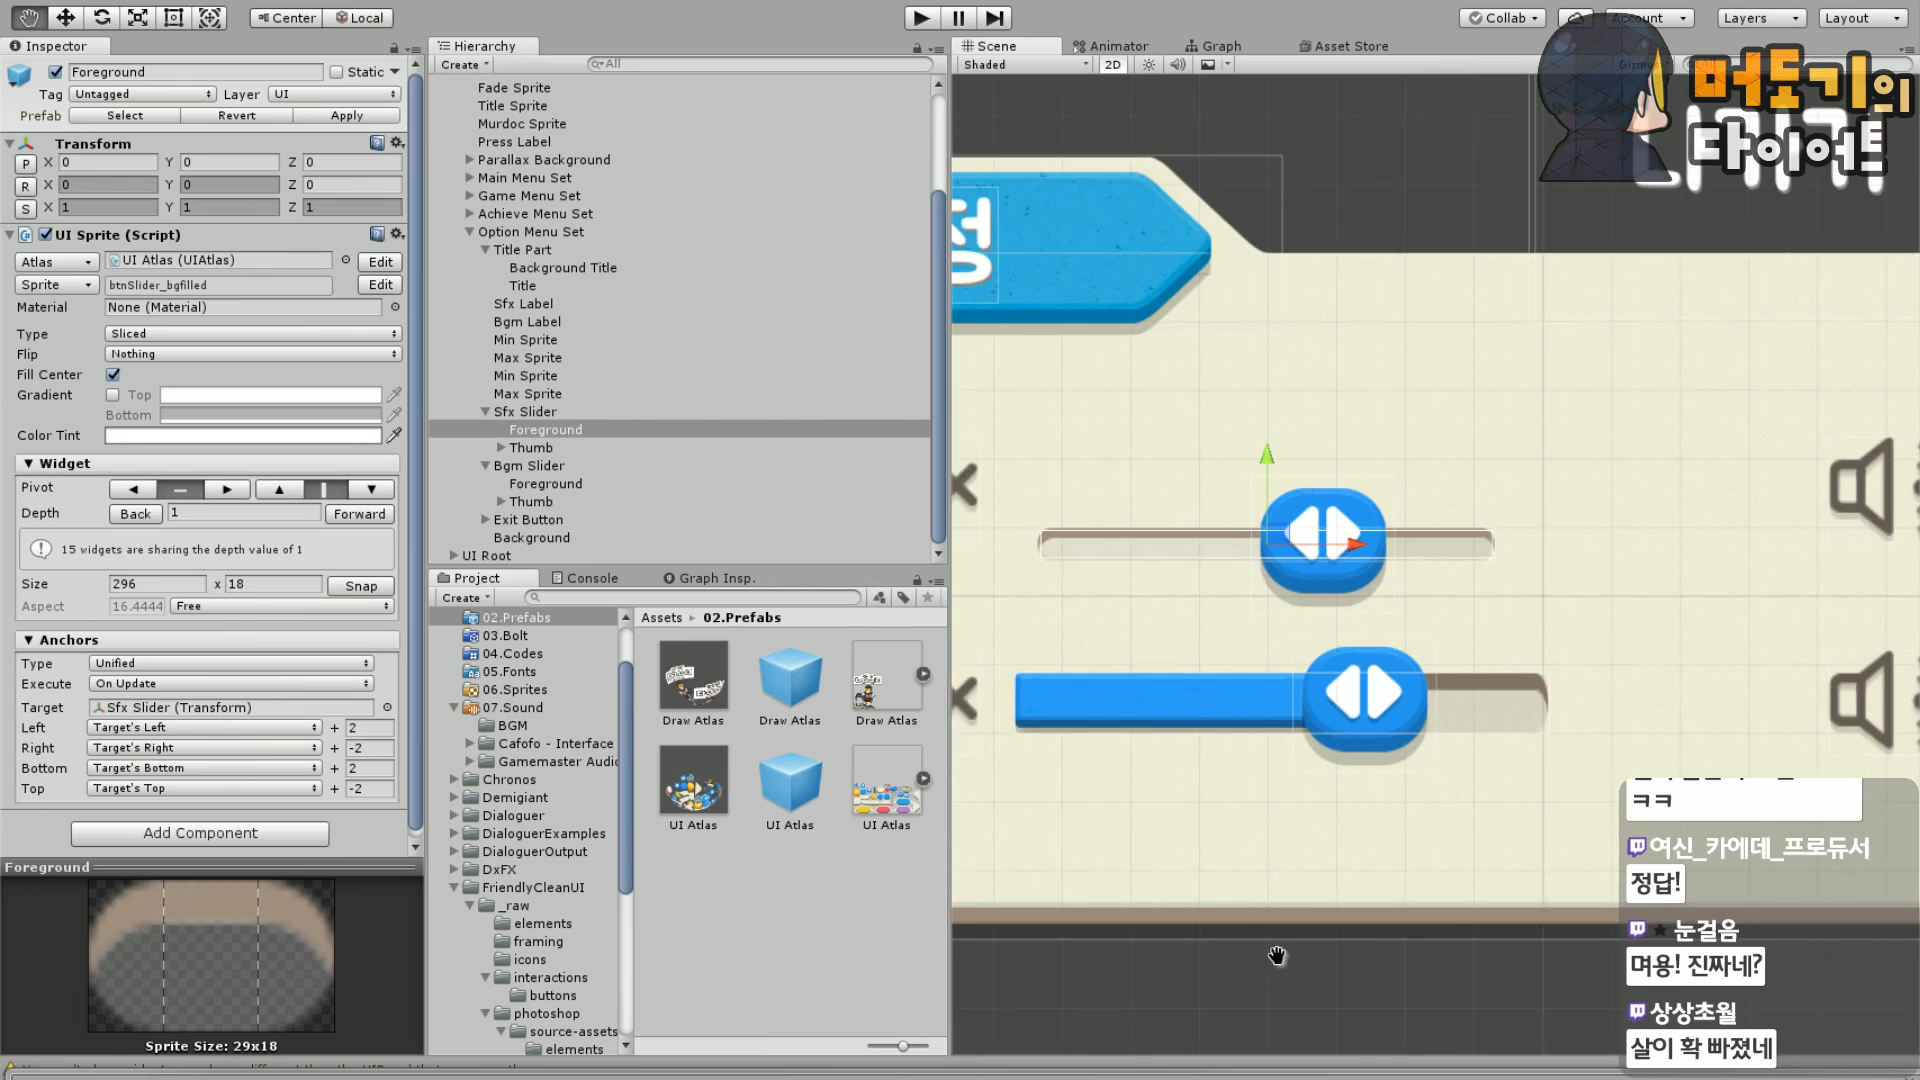 Center
Local
Collab
Account
Layers
Layout
Inspector
Foreground
Static
Tag
Untagged
Layer
UI
Prefab
Select
Revert
Apply
Transform
P X 0 Y 0 Z 0
R X 0 Y 0 Z 0
S X 1 Y 1 Z 1
UI Sprite (Script)
Atlas
UI Atlas (UIAtlas)
Edit
Sprite
btnSlider_bgfilled
Edit
Material
None (Material)
Type
Sliced
Flip
Nothing
Fill Center
Gradient
Top
Bottom
Color Tint
Widget
Pivot
Depth
Back
1
Forward
15 widgets are sharing the depth value of 1
Size
296 x 18
Snap
Aspect
16.4444
Free
Anchors
Type
Unified
Execute
On Update
Target
Sfx Slider (Transform)
Left
Target's Left + 2
Right
Target's Right + -2
Bottom
Target's Bottom + 2
Top
Target's Top + -2
Add Component
Foreground
Sprite Size: 29x18
Hierarchy
Create
All
Fade Sprite
Title Sprite
Murdoc Sprite
Press Label
Parallax Background
Main Menu Set
Game Menu Set
Achieve Menu Set
Option Menu Set
Title Part
Background Title
Title
Sfx Label
Bgm Label
Min Sprite
Max Sprite
Min Sprite
Max Sprite
Sfx Slider
Foreground
Thumb
Bgm Slider
Foreground
Thumb
Exit Button
Background
UI Root
Project
Console
Graph Insp.
Create
02.Prefabs
03.Bolt
04.Codes
05.Fonts
06.Sprites
07.Sound
BGM
Cafofo - Interface
Gamemaster Audio
Chronos
Demigiant
Dialoguer
DialoguerExamples
DialoguerOutput
DxFX
FriendlyCleanUI
_raw
elements
framing
icons
interactions
buttons
photoshop
source-assets
elements
Assets ▸ 02.Prefabs
Draw Atlas
Draw Atlas
Draw Atlas
UI Atlas
UI Atlas
UI Atlas
Scene
Animator
Graph
Asset Store
Shaded
2D
Gizmos
정
머도기의
다이어트
ㅋㅋ
여신_카에데_프로듀서
정답!
눈걸음
며용! 진짜네?
상상초월
살이 확 빠졌네